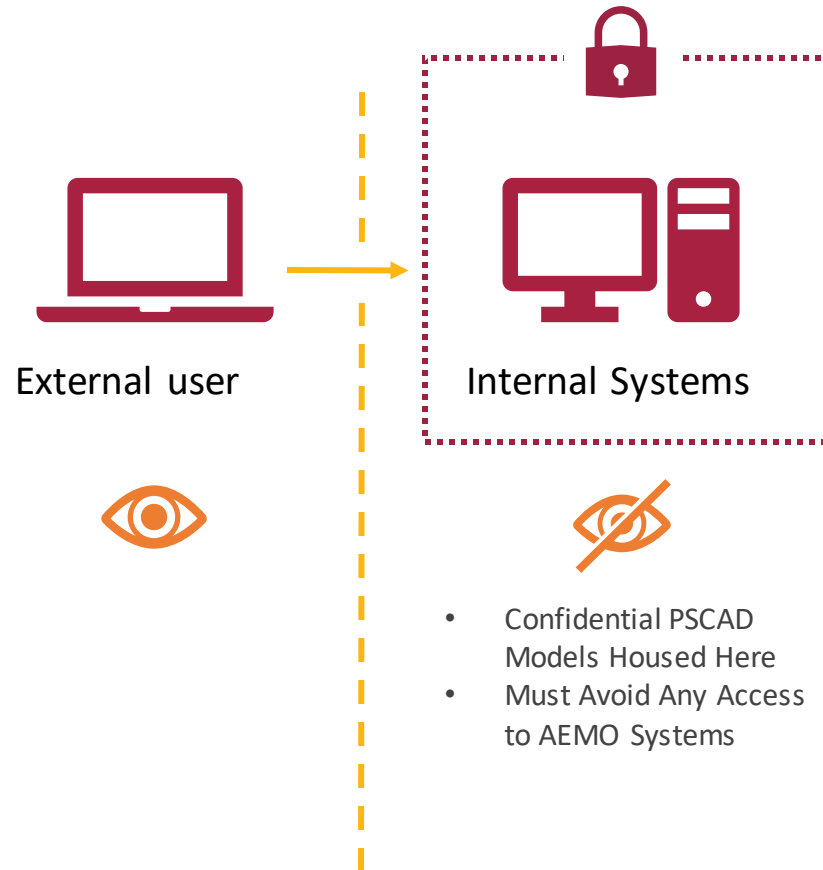 External user
Internal Systems
• Confidential PSCAD
Models Housed Here
• Must Avoid Any Access
to AEMO Systems